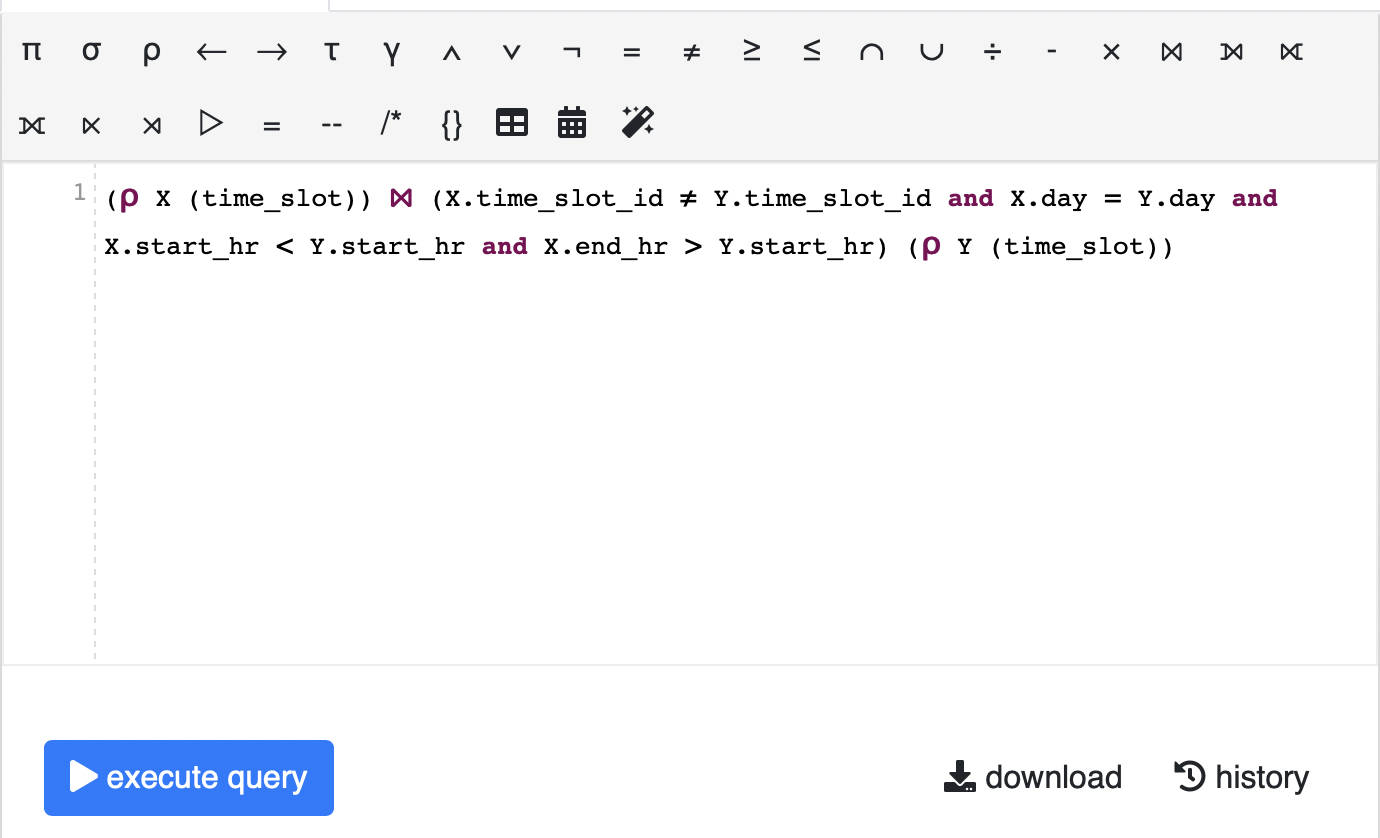 π σ ρ ← → τ γ ∧ ∨ ¬ = ≠ ≥ ≤ ∩ ∪ ÷ - × ⋈ ⟕ ⟖
⟗ ⋉ ⋊ ▷ = -- /* {}
1 (ρ X (time_slot)) ⋈ (X.time_slot_id ≠ Y.time_slot_id and X.day = Y.day and
X.start_hr < Y.start_hr and X.end_hr > Y.start_hr) (ρ Y (time_slot))
execute query download history